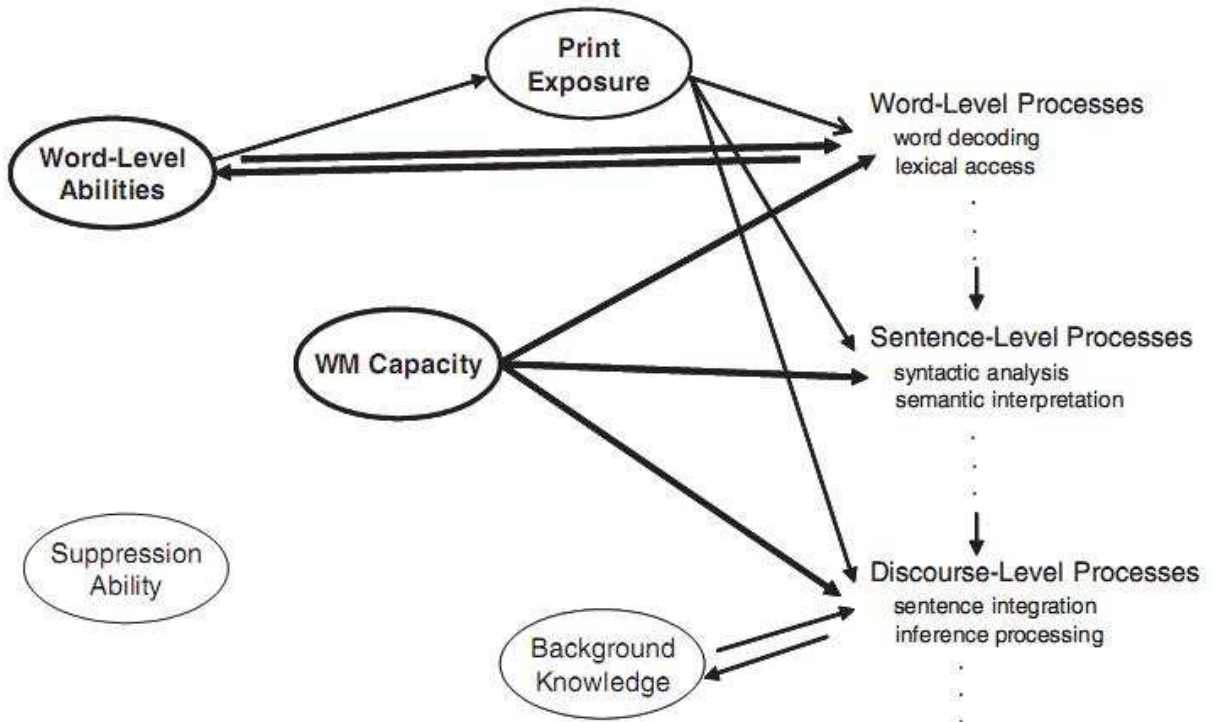 Print
Exposure
Word-Level Processes
word decoding
lexical access
Word-Level
Abilities
WM Capacity
Sentence-Level Processes
syntactic analysis
semantic interpretation
Suppression
Ability
Discourse-Level Processes
sentence integration
inference processing
Background
Knowledge